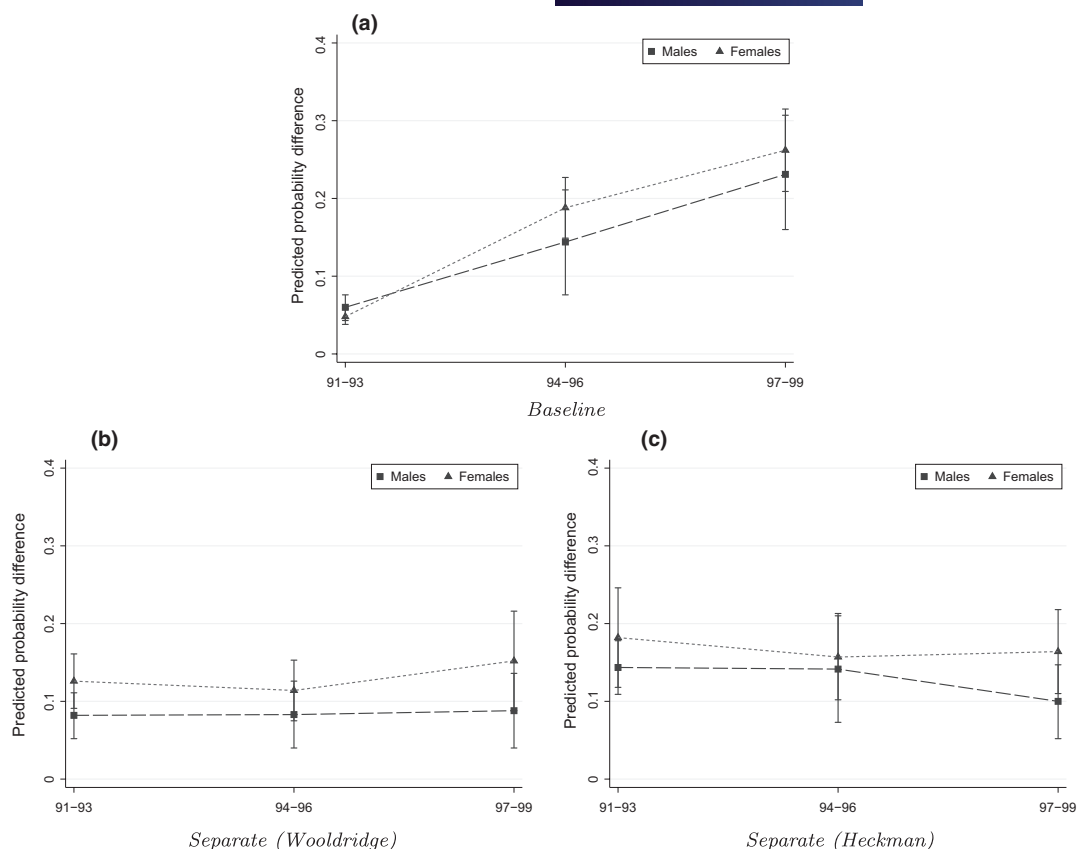 (a)
Males Females
Predicted probability difference
0.4
0.3
0.2
0.1
0
91–93 94–96 97–99
Baseline
(b)
Males Females
Predicted probability difference
0.4
0.3
0.2
0.1
0
91–93 94–96 97–99
Separate (Wooldridge)
(c)
Males Females
Predicted probability difference
0.4
0.3
0.2
0.1
0
91–93 94–96 97–99
Separate (Heckman)